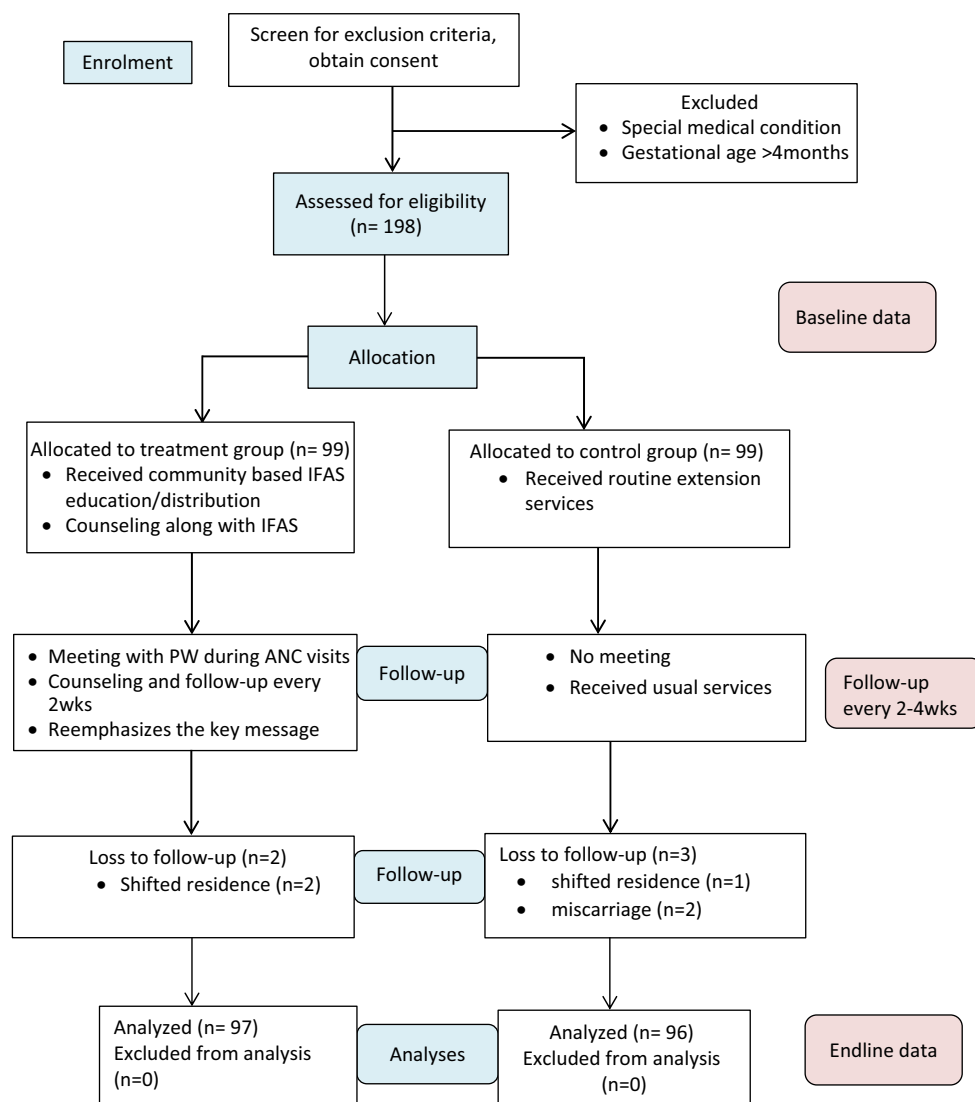 Screen for exclusion criteria,
obtain consent
Enrolment
Excluded
• Special medical condition
• Gestational age >4months
Assessed for eligibility
(n= 198)
Baseline data
Allocation
Allocated to treatment group (n= 99)
• Received community based IFAS
education/distribution
• Counseling along with IFAS
Allocated to control group (n= 99)
• Received routine extension
services
• Meeting with PW during ANC visits
• Counseling and follow-up every
2wks
• Reemphasizes the key message
Follow-up
• No meeting
• Received usual services
Follow-up
every 2-4wks
Loss to follow-up (n=2)
• Shifted residence (n=2)
Follow-up
Loss to follow-up (n=3)
• shifted residence (n=1)
• miscarriage (n=2)
Analyzed (n= 97)
Excluded from analysis
(n=0)
Analyses
Analyzed (n= 96)
Excluded from analysis
(n=0)
Endline data